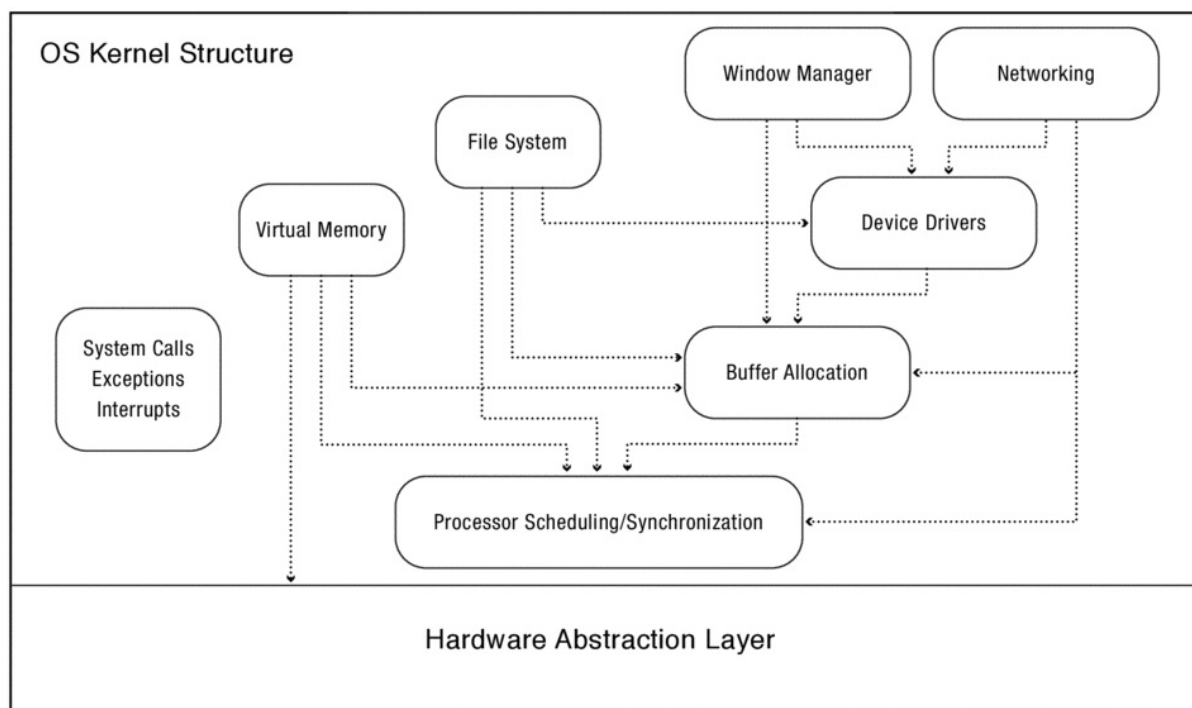 OS Kernel Structure
Window Manager
Networking
File System
Device Drivers
Virtual Memory
System Calls
Exceptions
Interrupts
Buffer Allocation
Processor Scheduling/Synchronization
Hardware Abstraction Layer